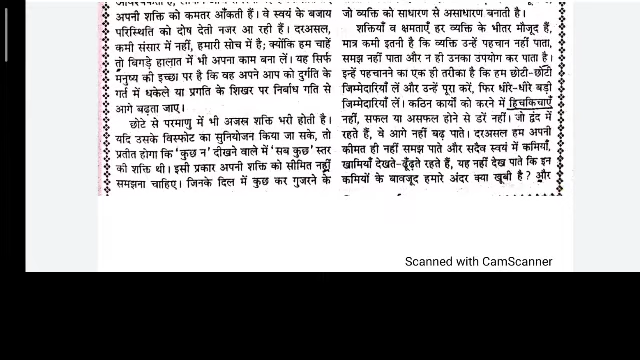 अपनी शक्ति को कमतर आँकते हैं। वे स्वयं के बजाय
परिस्थिति को दोष देते नजर आ रहे हैं। दरअसल,
कमी संसार में नहीं, हमारी सोच में है; क्योंकि हम चाहें
तो बिगड़े हालात में भी अपना काम बना लें। यह सिर्फ
मनुष्य की इच्छा पर है कि वह अपने आप को दुर्गति के
गर्त में धकेले या प्रगति के शिखर पर निर्बाध गति से
आगे बढ़ता जाए।
छोटे से परमाणु में भी अजस्र शक्ति भरी होती है।
यदि उसके विस्फोट का सुनियोजन किया जा सके, तो
प्रतीत होगा कि 'कुछ न' दीखने वाले में 'सब कुछ' स्तर
की शक्ति थी। इसी प्रकार अपनी शक्ति को सीमित नहीं
समझना चाहिए। जिनके दिल में कुछ कर गुजरने के
जो व्यक्ति को साधारण से असाधारण बनाती है।
शक्तियाँ व क्षमताएँ हर व्यक्ति के भीतर मौजूद हैं,
मात्र कमी इतनी है कि व्यक्ति उन्हें पहचान नहीं पाता,
समझ नहीं पाता और न ही उनका उपयोग कर पाता है।
इन्हें पहचानने का एक ही तरीका है कि हम छोटी-छोटी
जिम्मेदारियाँ लें और उन्हें पूरा करें, फिर धीरे-धीरे बड़ी
जिम्मेदारियाँ लें। कठिन कार्यों को करने में हिचकिचाएँ
नहीं, सफल या असफल होने से डरें नहीं। जो द्वंद में
रहते हैं, वे आगे नहीं बढ़ पाते। दरअसल हम अपनी
कीमत ही नहीं समझ पाते और सदैव स्वयं में कमियाँ,
खामियाँ देखते-ढूँढ़ते रहते हैं, यह नहीं देख पाते कि इन
कमियों के बावजूद हमारे अंदर क्या खूबी है? और
Scanned with CamScanner